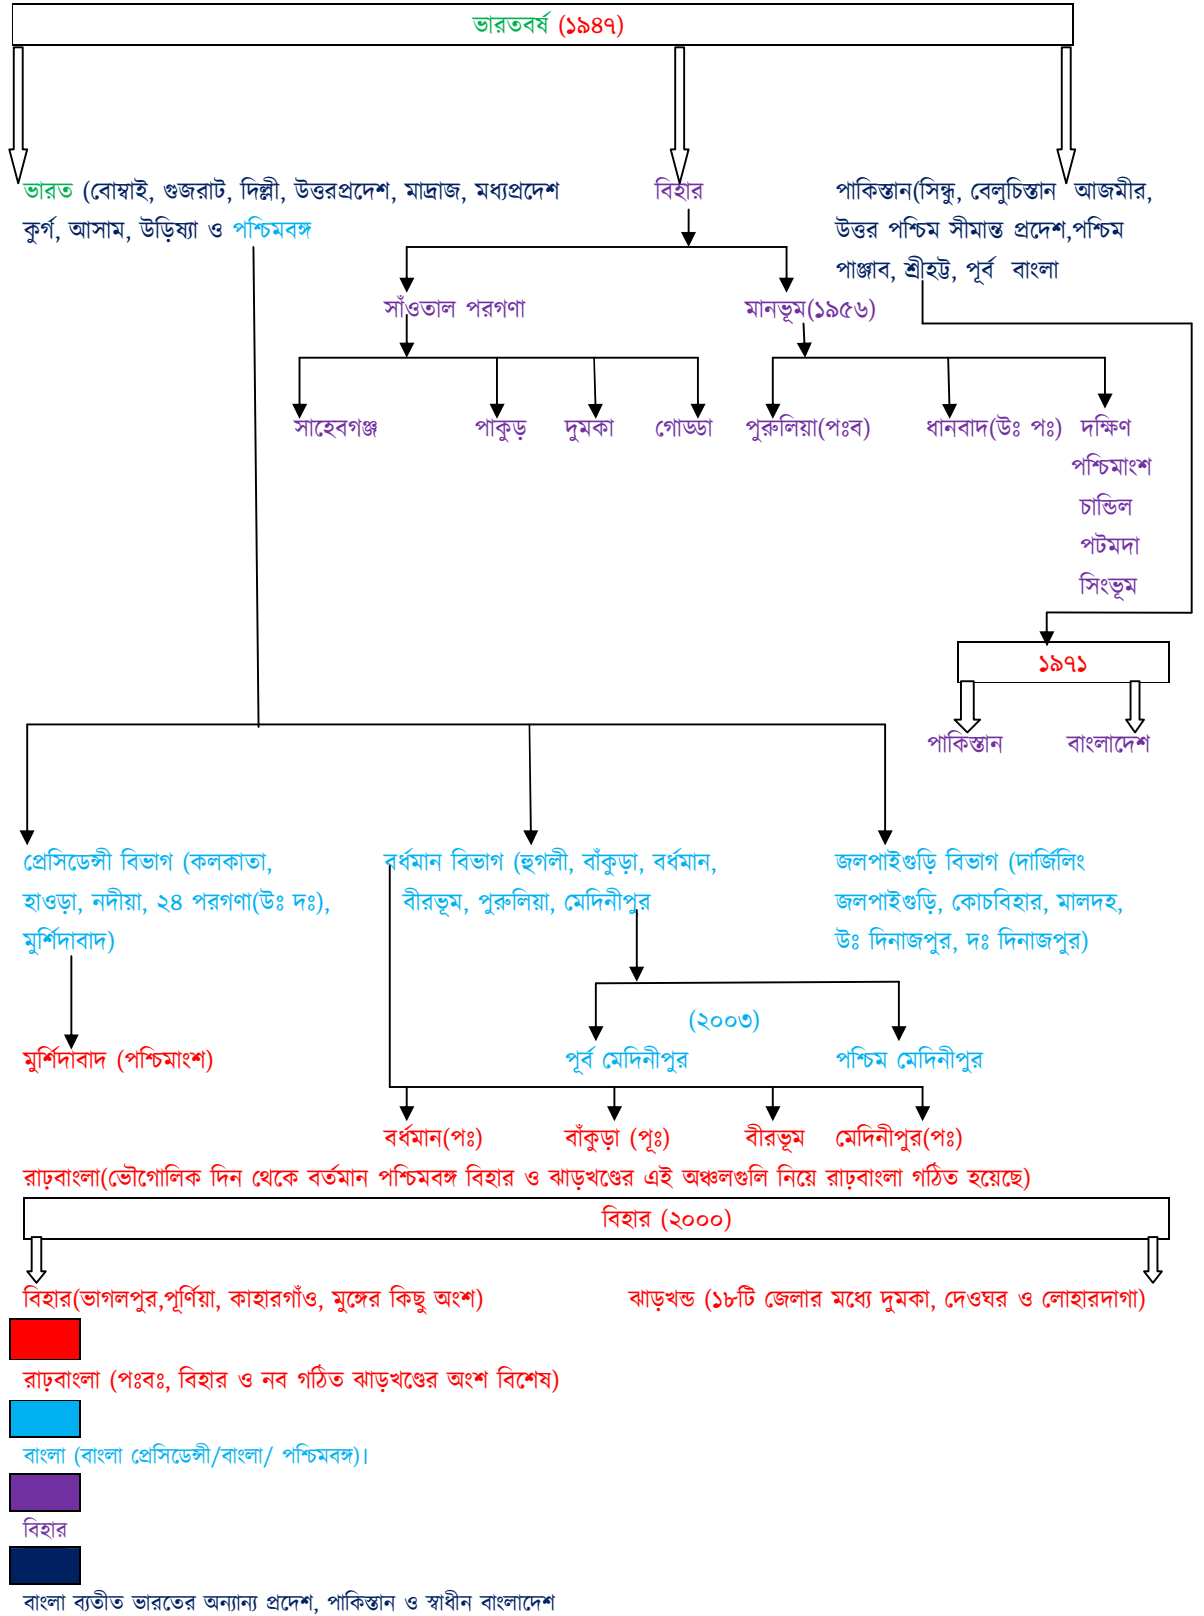 ভারতবর্ষ (১৯৪৭)
ভারত (বোম্বাই, গুজরাট, দিল্লী, উত্তরপ্রদেশ, মাদ্রাজ, মধ্যপ্রদেশ
কুর্গ, আসাম, উড়িষ্যা ও পশ্চিমবঙ্গ
বিহার
পাকিস্তান(সিন্ধু, বেলুচিস্তান আজমীর,
উত্তর পশ্চিম সীমান্ত প্রদেশ,পশ্চিম
পাঞ্জাব, শ্রীহট্ট, পূর্ব বাংলা
সাঁওতাল পরগণা
মানভূম(১৯৫৬)
সাহেবগঞ্জ পাকুড় দুমকা গোড্ডা পুরুলিয়া(পঃব) ধানবাদ(উঃ পঃ) দক্ষিণ
পশ্চিমাংশ
চান্ডিল
পটমদা
সিংভূম
১৯৭১
পাকিস্তান বাংলাদেশ
প্রেসিডেন্সী বিভাগ (কলকাতা,
হাওড়া, নদীয়া, ২৪ পরগণা(উঃ দঃ),
মুর্শিদাবাদ)
বর্ধমান বিভাগ (হুগলী, বাঁকুড়া, বর্ধমান,
বীরভূম, পুরুলিয়া, মেদিনীপুর
জলপাইগুড়ি বিভাগ (দার্জিলিং
জলপাইগুড়ি, কোচবিহার, মালদহ,
উঃ দিনাজপুর, দঃ দিনাজপুর)
(২০০৩)
মুর্শিদাবাদ (পশ্চিমাংশ)
পূর্ব মেদিনীপুর পশ্চিম মেদিনীপুর
বর্ধমান(পঃ) বাঁকুড়া (পূঃ) বীরভূম মেদিনীপুর(পঃ)
রাঢ়বাংলা(ভৌগোলিক দিন থেকে বর্তমান পশ্চিমবঙ্গ বিহার ও ঝাড়খণ্ডের এই অঞ্চলগুলি নিয়ে রাঢ়বাংলা গঠিত হয়েছে)
বিহার (২০০০)
বিহার(ভাগলপুর,পূর্ণিয়া, কাহারগাঁও, মুঙ্গের কিছু অংশ)
ঝাড়খন্ড (১৮টি জেলার মধ্যে দুমকা, দেওঘর ও লোহারদাগা)
রাঢ়বাংলা (পঃবঃ, বিহার ও নব গঠিত ঝাড়খণ্ডের অংশ বিশেষ)
বাংলা (বাংলা প্রেসিডেন্সী/বাংলা/ পশ্চিমবঙ্গ)।
বিহার
বাংলা ব্যতীত ভারতের অন্যান্য প্রদেশ, পাকিস্তান ও স্বাধীন বাংলাদেশ